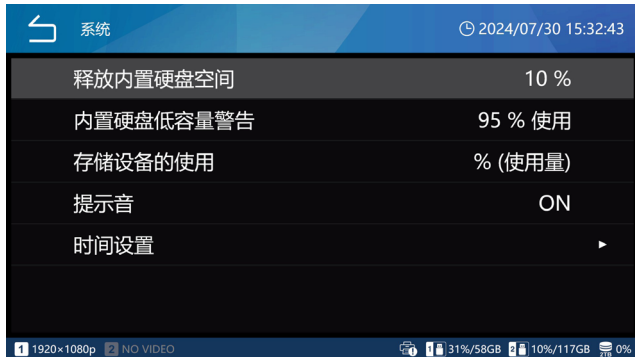 系统 2024/07/30 15:32:43
释放内置硬盘空间 10 %
内置硬盘低容量警告 95 % 使用
存储设备的使用 % (使用量)
提示音 ON
时间设置
1 1920×1080p 2 NO VIDEO 1 31%/58GB 2 10%/117GB 2TB 0%